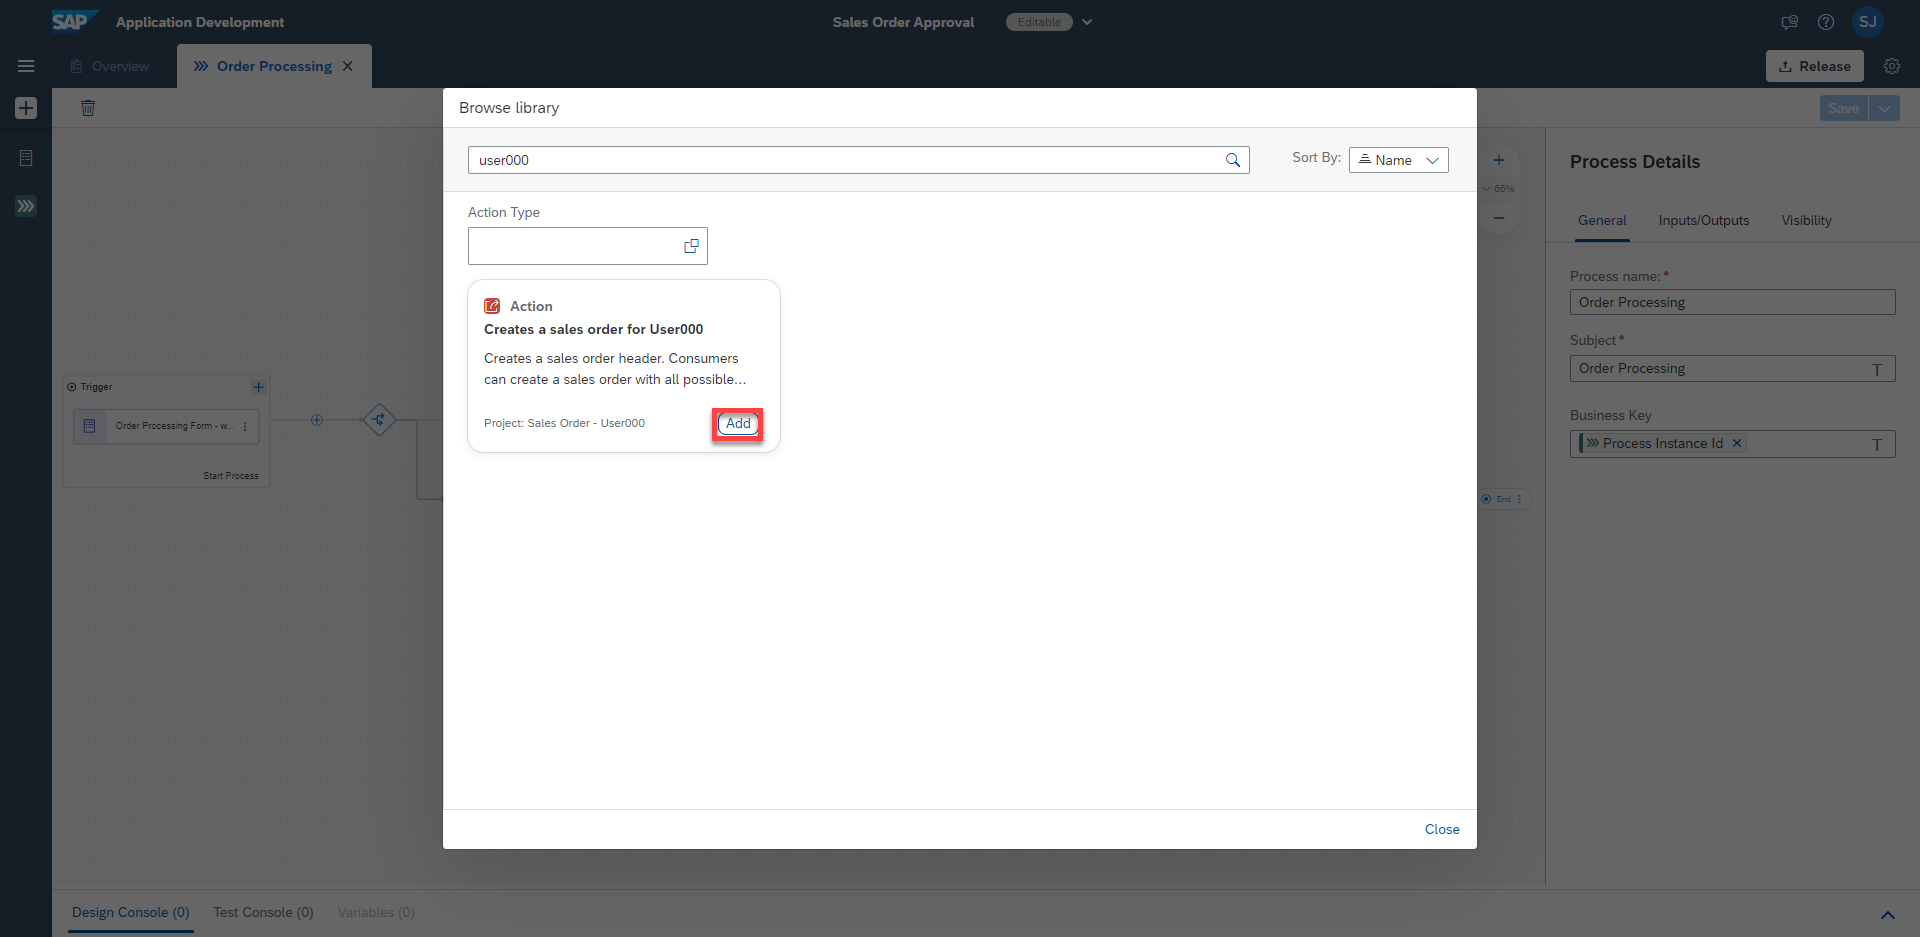 SAP
Application Development
Sales Order Approval
Editable
SJ
Overview
Order Processing
Release
Browse library
Save
user000
Sort By:
Name
Action Type
Action
Creates a sales order for User000
Creates a sales order header. Consumers
can create a sales order with all possible...
Project: Sales Order - User000
Add
Close
Trigger
Order Processing Form - w...
Start Process
66%
End
Process Details
General
Inputs/Outputs
Visibility
Process name:*
Order Processing
Subject*
Order Processing
Business Key
Process Instance Id
Design Console (0)
Test Console (0)
Variables (0)